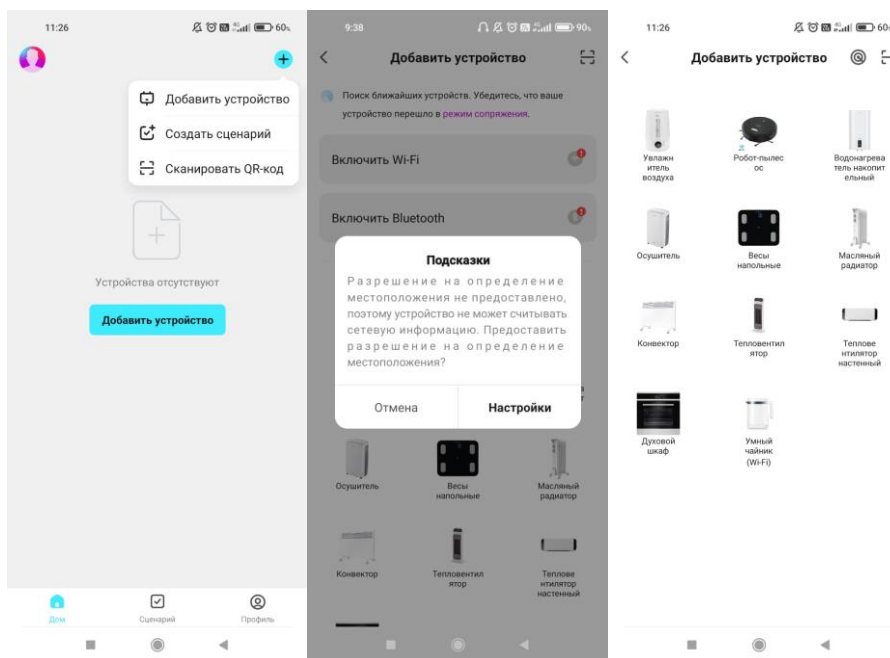 11:26
60%
Добавить устройство
Создать сценарий
Сканировать QR-код
Устройства отсутствуют
Добавить устройство
Дом
Сценарий
Профиль
9:38
90%
Добавить устройство
Поиск ближайших устройств. Убедитесь, что ваше
устройство перешло в режим сопряжения.
Включить Wi-Fi
Включить Bluetooth
Подсказки
Разрешение на определение
местоположения не предоставлено,
поэтому устройство не может считывать
сетевую информацию. Предоставить
разрешение на определение
местоположения?
Отмена
Настройки
Осушитель
Весы
напольные
Масляный
радиатор
Конвектор
Тепловентил
ятор
Теплове
нтилятор
настенный
11:26
60
Добавить устройство
Увлажн
итель
воздуха
Робот-пылес
ос
Водонагрева
тель накопит
ельный
Осушитель
Весы
напольные
Масляный
радиатор
Конвектор
Тепловентил
ятор
Теплове
нтилятор
настенный
Духовой
шкаф
Умный
чайник
(Wi-Fi)